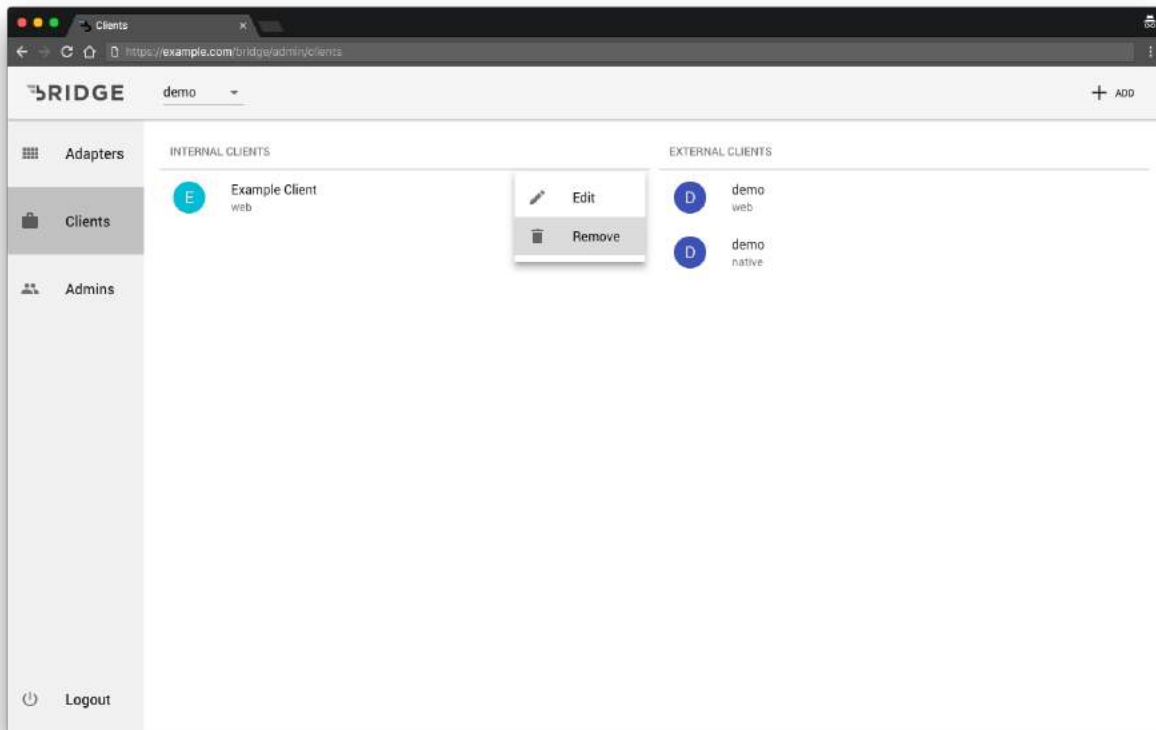 Clients
https://example.com/bridge/admin/clients
BRIDGE
demo
ADD
Adapters
Clients
Admins
Logout
INTERNAL CLIENTS
E
Example Client
web
Edit
Remove
EXTERNAL CLIENTS
D
demo
web
D
demo
native